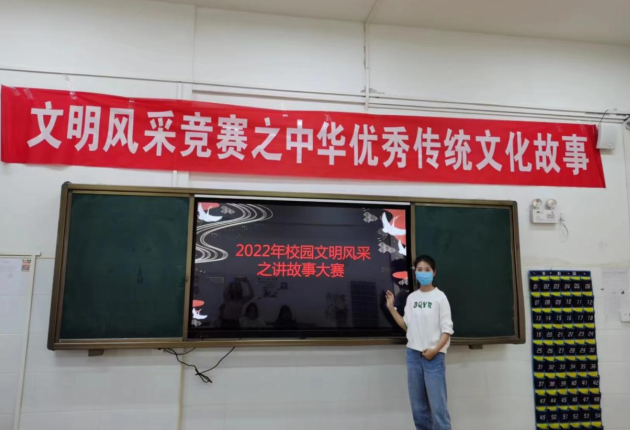 文明风采竞赛之中华优秀传统文化故事
2022年校园文明风采
之讲故事大赛